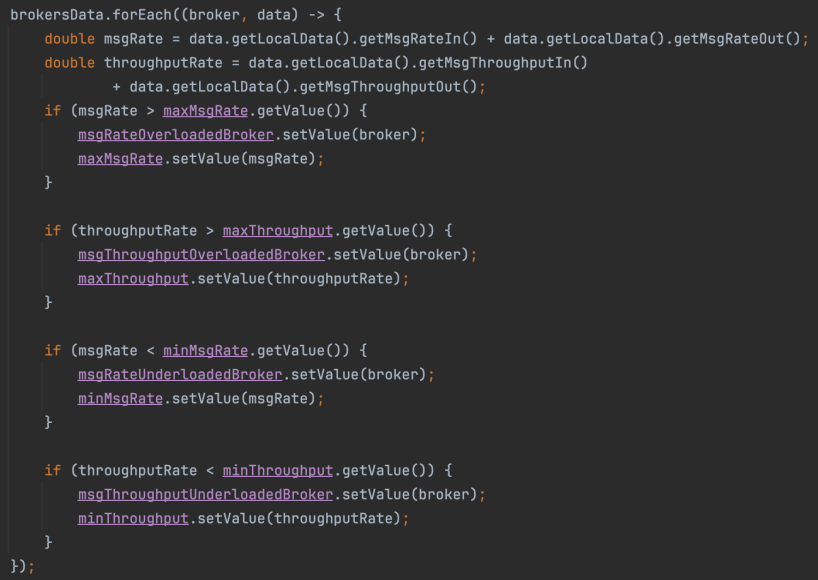 brokersData.forEach((broker, data) -> {
    double msgRate = data.getLocalData().getMsgRateIn() + data.getLocalData().getMsgRateOut();
    double throughputRate = data.getLocalData().getMsgThroughputIn()
            + data.getLocalData().getMsgThroughputOut();
    if (msgRate > maxMsgRate.getValue()) {
        msgRateOverloadedBroker.setValue(broker);
        maxMsgRate.setValue(msgRate);
    }

    if (throughputRate > maxThroughput.getValue()) {
        msgThroughputOverloadedBroker.setValue(broker);
        maxThroughput.setValue(throughputRate);
    }

    if (msgRate < minMsgRate.getValue()) {
        msgRateUnderloadedBroker.setValue(broker);
        minMsgRate.setValue(msgRate);
    }

    if (throughputRate < minThroughput.getValue()) {
        msgThroughputUnderloadedBroker.setValue(broker);
        minThroughput.setValue(throughputRate);
    }
});